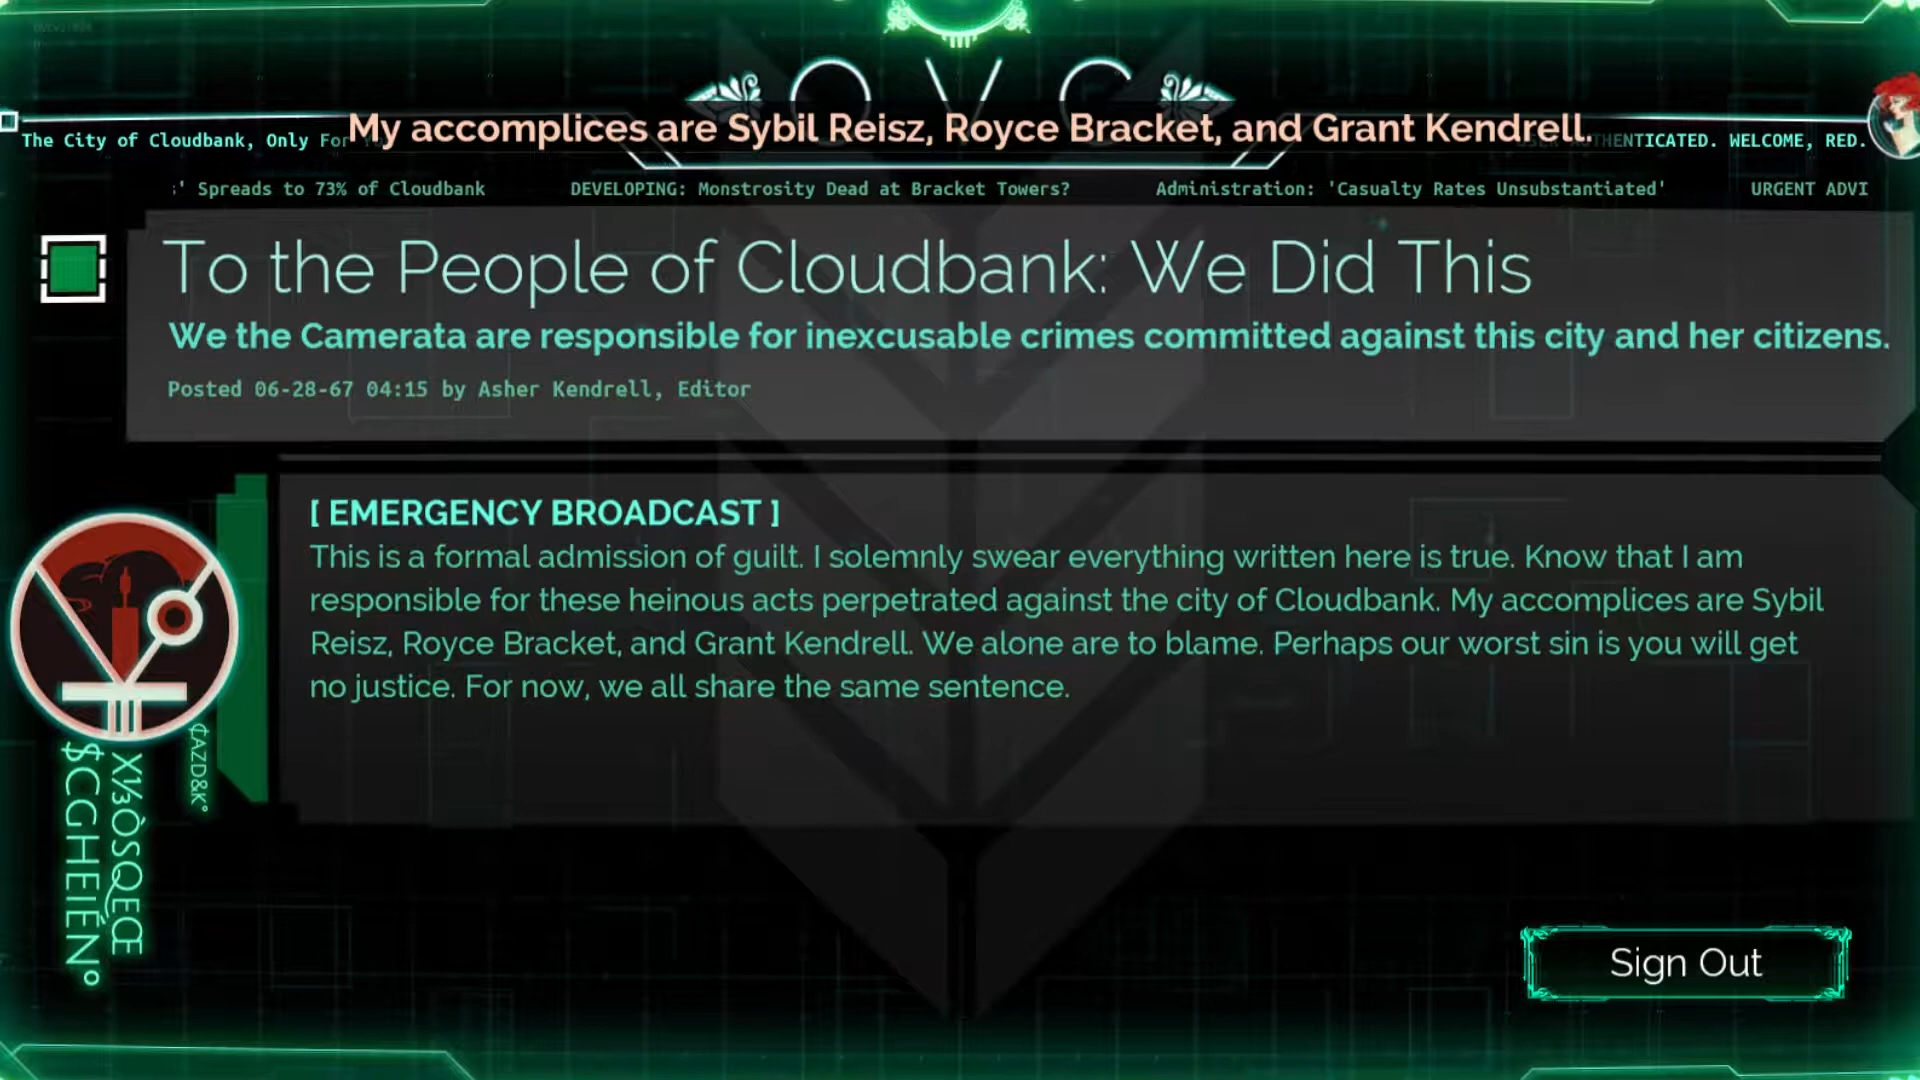 OVC
My accomplices are Sybil Reisz, Royce Bracket, and Grant Kendrell.
The City of Cloudbank, Only For
AUTHENTICATED. WELCOME, RED.
Spreads to 73% of Cloudbank DEVELOPING: Monstrosity Dead at Bracket Towers? Administration: 'Casualty Rates Unsubstantiated' URGENT ADVI
To the People of Cloudbank: We Did This
We the Camerata are responsible for inexcusable crimes committed against this city and her citizens.
Posted 06-28-67 04:15 by Asher Kendrell, Editor
[ EMERGENCY BROADCAST ]
This is a formal admission of guilt. I solemnly swear everything written here is true. Know that I am
responsible for these heinous acts perpetrated against the city of Cloudbank. My accomplices are Sybil
Reisz, Royce Bracket, and Grant Kendrell. We alone are to blame. Perhaps our worst sin is you will get
no justice. For now, we all share the same sentence.
Sign Out